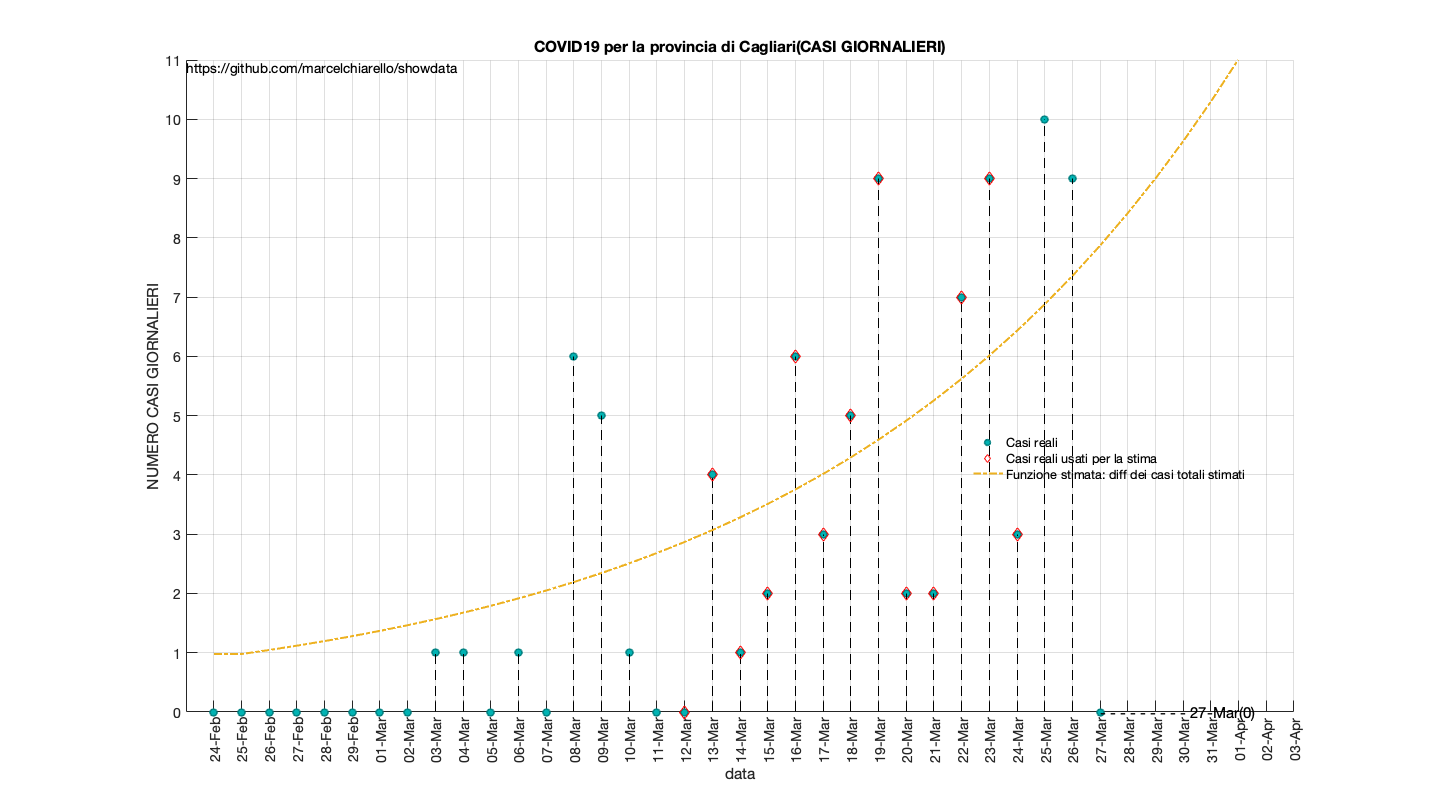 COVID19 per la provincia di Cagliari(CASI GIORNALIERI)
https://github.com/marcelchiarello/showdata
NUMERO CASI GIORNALIERI
11
10
9
8
7
6
5
4
3
2
1
0
Casi reali
Casi reali usati per la stima
Funzione stimata: diff dei casi totali stimati
27-Mar(0)
24-Feb
25-Feb
26-Feb
27-Feb
28-Feb
29-Feb
01-Mar
02-Mar
03-Mar
04-Mar
05-Mar
06-Mar
07-Mar
08-Mar
09-Mar
10-Mar
11-Mar
12-Mar
13-Mar
14-Mar
15-Mar
16-Mar
17-Mar
18-Mar
19-Mar
20-Mar
21-Mar
22-Mar
23-Mar
24-Mar
25-Mar
26-Mar
27-Mar
28-Mar
29-Mar
30-Mar
31-Mar
01-Apr
02-Apr
03-Apr
data